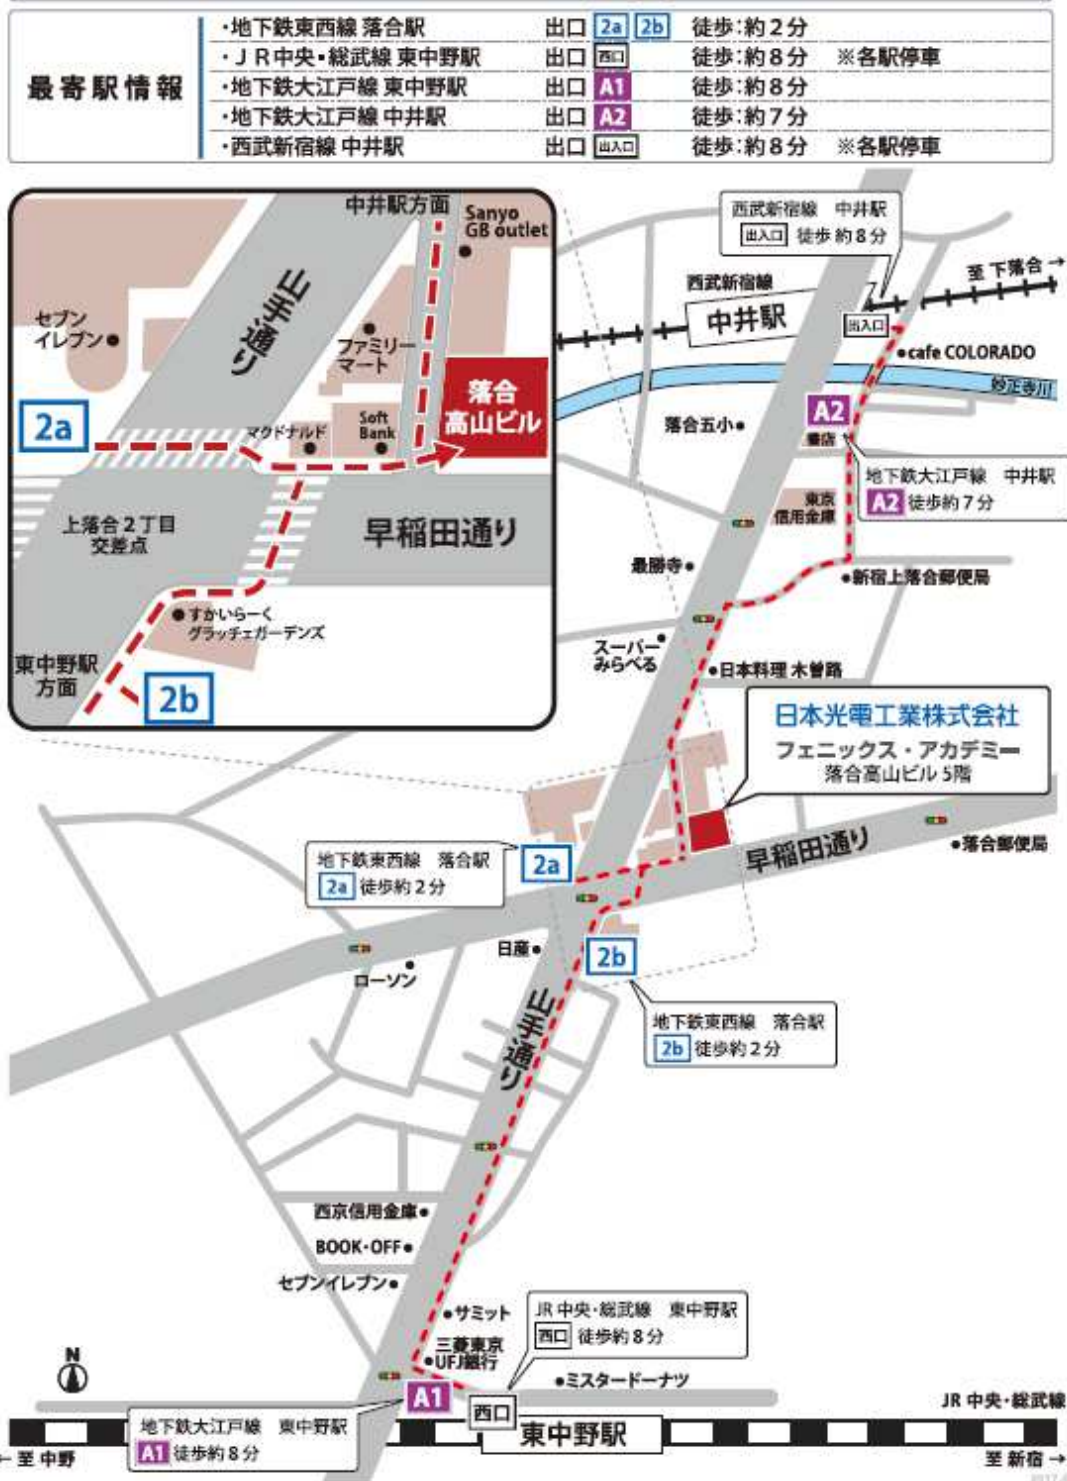 最寄駅情報
・地下鉄東西線 落合駅 出口 2a 2b 徒歩:約2分
・JR中央・総武線 東中野駅 出口 西口 徒歩:約8分 ※各駅停車
・地下鉄大江戸線 東中野駅 出口 A1 徒歩:約8分
・地下鉄大江戸線 中井駅 出口 A2 徒歩:約7分
・西武新宿線 中井駅 出口 出入口 徒歩:約8分 ※各駅停車
中井駅方面
Sanyo
GB outlet
山手通り
セブン
イレブン
ファミリー
マート
落合
高山ビル
2a
マクドナルド
Soft
Bank
上落合2丁目
交差点
早稲田通り
すかいらーく
グラッチェガーデンズ
東中野駅
方面
2b
西武新宿線 中井駅
出入口 徒歩約8分
至 下落合→
西武新宿線
中井駅
出入口
cafe COLORADO
妙正寺川
A2
落合五小
書店
地下鉄大江戸線 中井駅
A2 徒歩約7分
東京
信用金庫
最勝寺
新宿上落合郵便局
スーパー
みらべる
日本料理 木曽路
日本光電工業株式会社
フェニックス・アカデミー
落合高山ビル 5階
早稲田通り
落合郵便局
地下鉄東西線 落合駅
2a 徒歩約2分
2a
日産
2b
ローソン
地下鉄東西線 落合駅
2b 徒歩約2分
山手通り
西京信用金庫
BOOK・OFF
セブンイレブン
サミット
三菱東京
UFJ銀行
JR中央・総武線 東中野駅
西口 徒歩約8分
ミスタードーナツ
N
A1
西口
JR中央・総武線
地下鉄大江戸線 東中野駅
A1 徒歩約8分
東中野駅
←至 中野
至 新宿→